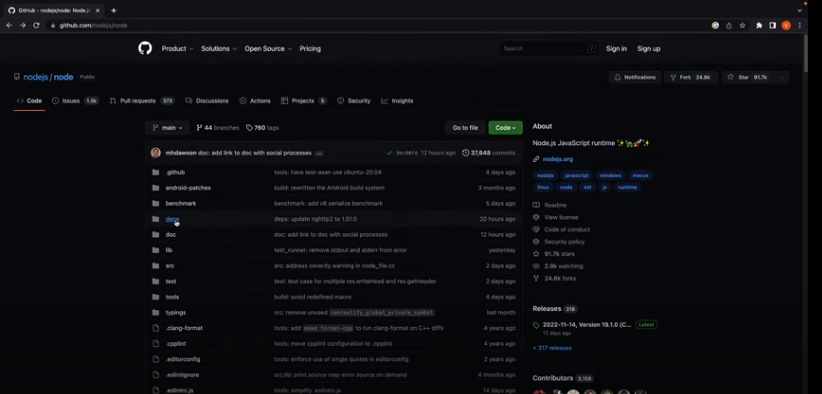 GitHub - nodejs/node: Node.js
github.com/nodejs/node
Product Solutions Open Source Pricing Search / Sign in Sign up
nodejs / node Public Notifications Fork 24.8k Star 91.7k
Code Issues 1.3k Pull requests 373 Discussions Actions Projects 5 Security Insights
main 44 branches 760 tags Go to file Code
mhdawson doc: add link to doc with social processes 12 hours ago 37,648 commits
.github tools: have test-asan use ubuntu-20.04 4 days ago
android-patches build: rewritten the Android build system 3 months ago
benchmark benchmark: add v8 serialize benchmark 5 days ago
deps deps: update nghttp2 to 1.51.0 20 hours ago
doc doc: add link to doc with social processes 12 hours ago
lib test_runner: remove stdout and stderr from error yesterday
src src: address coverity warning in node_file.cc 2 days ago
test test: test case for multiple res.writeHead and res.getHeader 2 days ago
tools build: avoid redefined macro 4 days ago
typings src: remove unused context last month
.clang-format tools: add make format-cpp to run clang-format on C++ diffs 4 years ago
.cpplint tools: move cpplint configuration to .cpplint 4 years ago
.editorconfig tools: enforce use of single quotes in editorconfig 2 years ago
.eslintignore src,lib: print source map error source on demand 4 months ago
.eslintrc.js tools: simplify .eslintrc.js 14 days ago
About
Node.js JavaScript runtime
nodejs.org
nodejs javascript windows macos
linux node mit js runtime
Readme
View license
Code of conduct
Security policy
91.7k stars
2.9k watching
24.8k forks
Releases 318
2022-11-14, Version 19.1.0 (C... Latest
12 days ago
+ 317 releases
Contributors 3,158